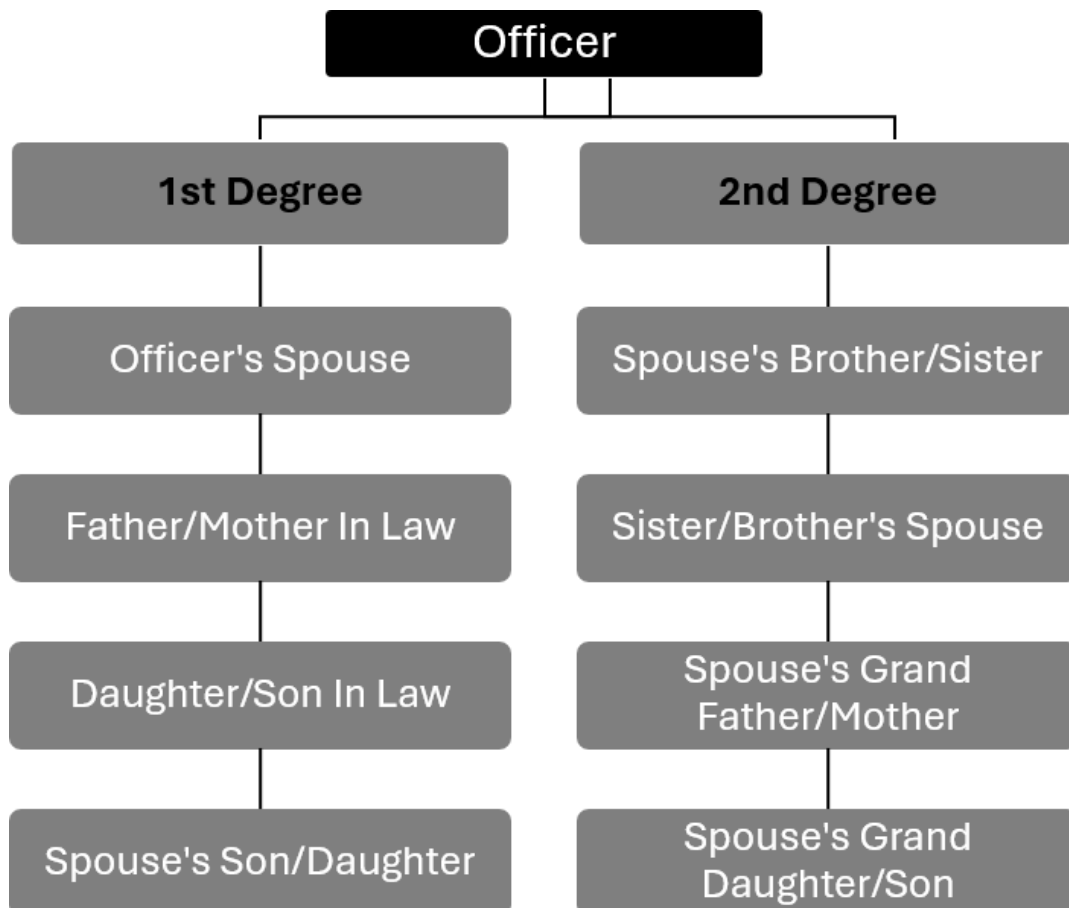 Officer
1st Degree
Officer's Spouse
Father/Mother In Law
Daughter/Son In Law
Spouse's Son/Daughter
2nd Degree
Spouse's Brother/Sister
Sister/Brother's Spouse
Spouse's Grand
Father/Mother
Spouse's Grand
Daughter/Son